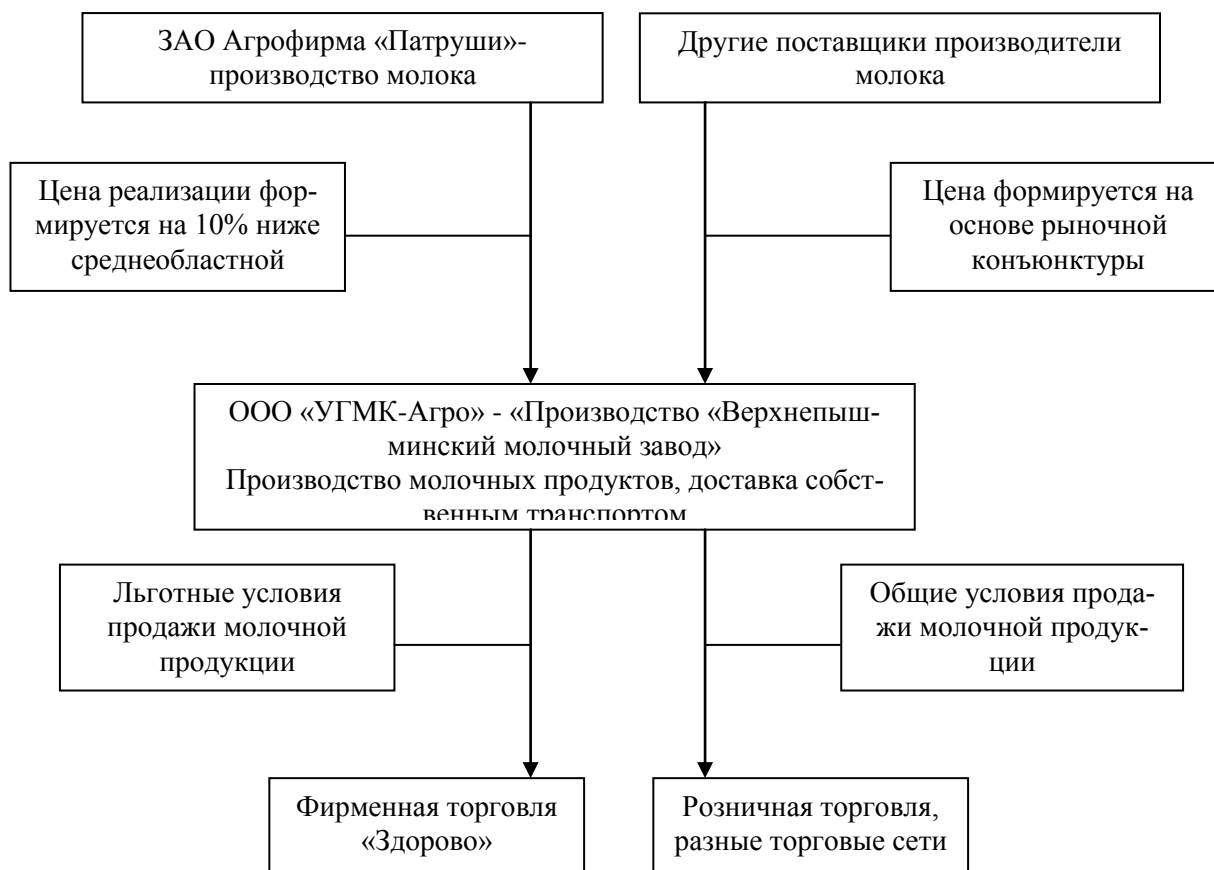 ЗАО Агрофирма «Патруши»-
производство молока
Другие поставщики производители
молока
Цена реализации фор-
мируется на 10% ниже
среднеобластной
Цена формируется на
основе рыночной
конъюнктуры
ООО «УГМК-Агро» - «Производство «Верхнепыш-
минский молочный завод»
Производство молочных продуктов, доставка собст-
венным транспортом
Льготные условия
продажи молочной
продукции
Общие условия прода-
жи молочной продук-
ции
Фирменная торговля
«Здорово»
Розничная торговля,
разные торговые сети